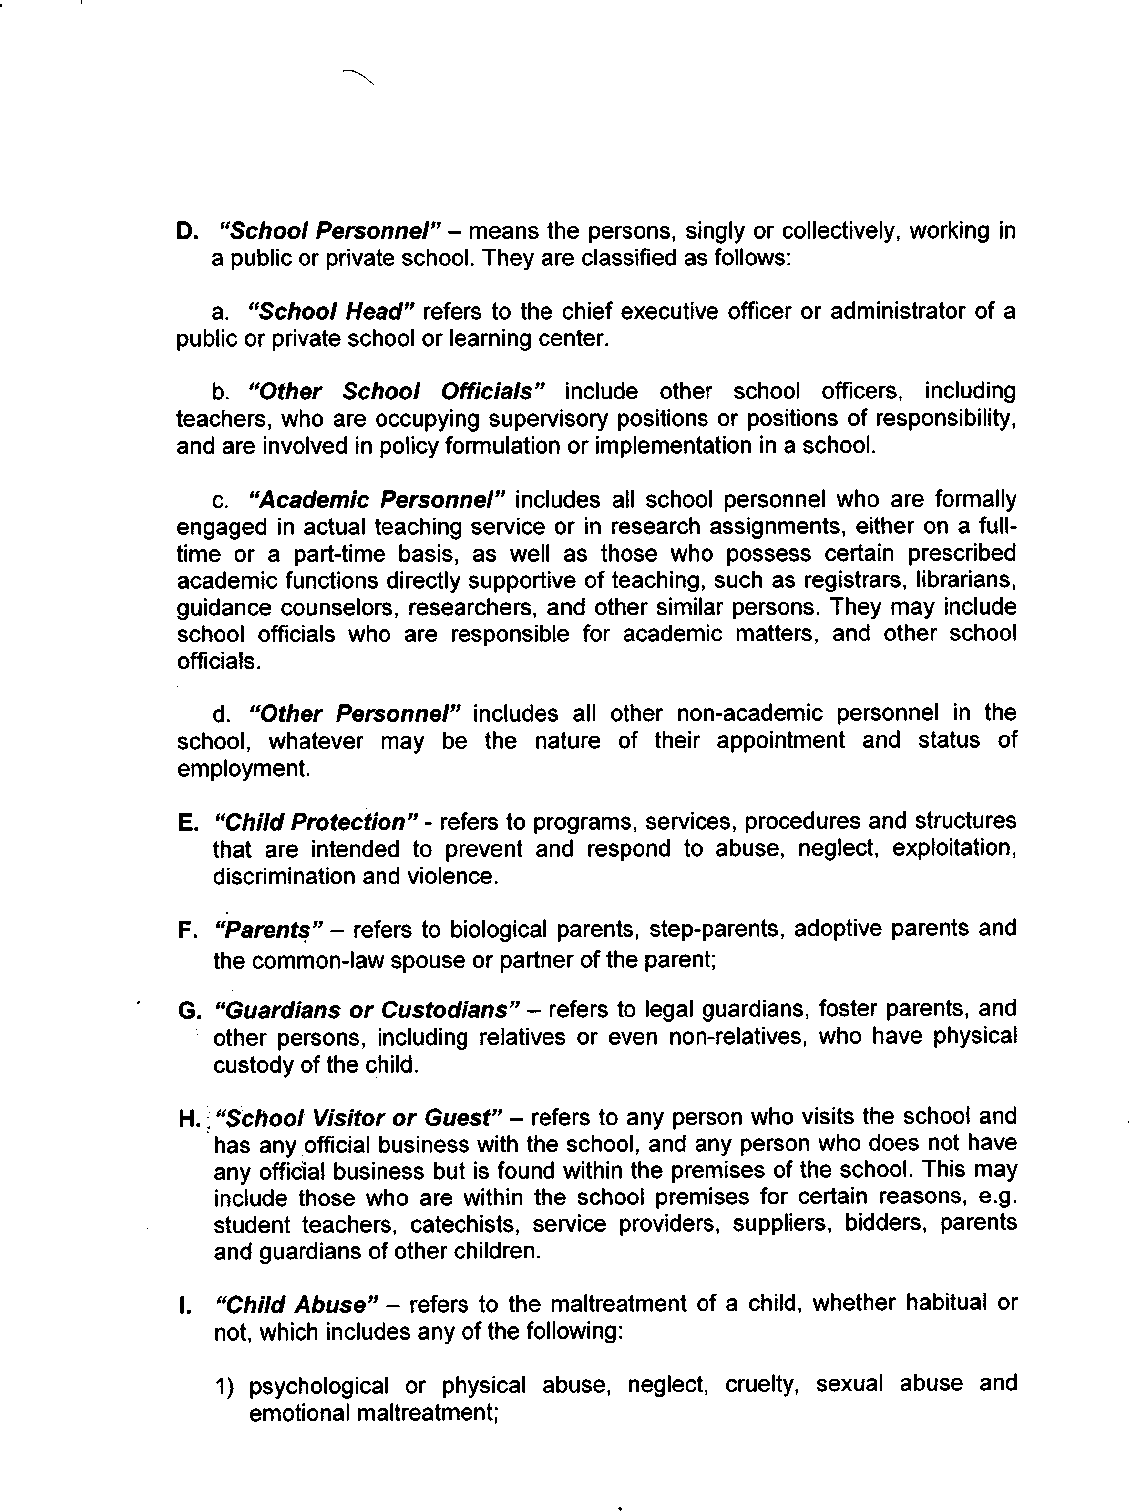 D. “School Personnel” – means the persons, singly or collectively, working in
a public or private school. They are classified as follows:
a. “School Head” refers to the chief executive officer or administrator of a
public or private school or learning center.
b. “Other School Officials” include other school officers, including
teachers, who are occupying supervisory positions or positions of responsibility,
and are involved in policy formulation or implementation in a school.
c. “Academic Personnel” includes all school personnel who are formally
engaged in actual teaching service or in research assignments, either on a full-
time or a part-time basis, as well as those who possess certain prescribed
academic functions directly supportive of teaching, such as registrars, librarians,
guidance counselors, researchers, and other similar persons. They may include
school officials who are responsible for academic matters, and other school
officials.
d. “Other Personnel” includes all other non-academic personnel in the
school, whatever may be the nature of their appointment and status of
employment.
E. “Child Protection” - refers to programs, services, procedures and structures
that are intended to prevent and respond to abuse, neglect, exploitation,
discrimination and violence.
F. “Parents” – refers to biological parents, step-parents, adoptive parents and
the common-law spouse or partner of the parent;
G. “Guardians or Custodians” – refers to legal guardians, foster parents, and
other persons, including relatives or even non-relatives, who have physical
custody of the child.
H. “School Visitor or Guest” – refers to any person who visits the school and
has any official business with the school, and any person who does not have
any official business but is found within the premises of the school. This may
include those who are within the school premises for certain reasons, e.g.
student teachers, catechists, service providers, suppliers, bidders, parents
and guardians of other children.
I. “Child Abuse” – refers to the maltreatment of a child, whether habitual or
not, which includes any of the following:
1) psychological or physical abuse, neglect, cruelty, sexual abuse and
emotional maltreatment;